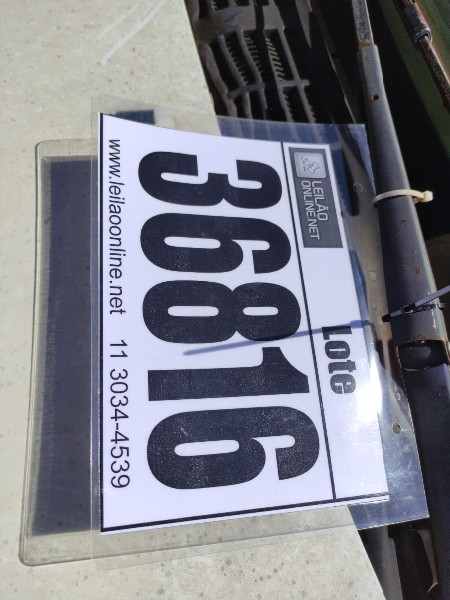 LEILÃO
ONLINE.NET
Lote
36816
www.leilaoonline.net 11 3034-4539